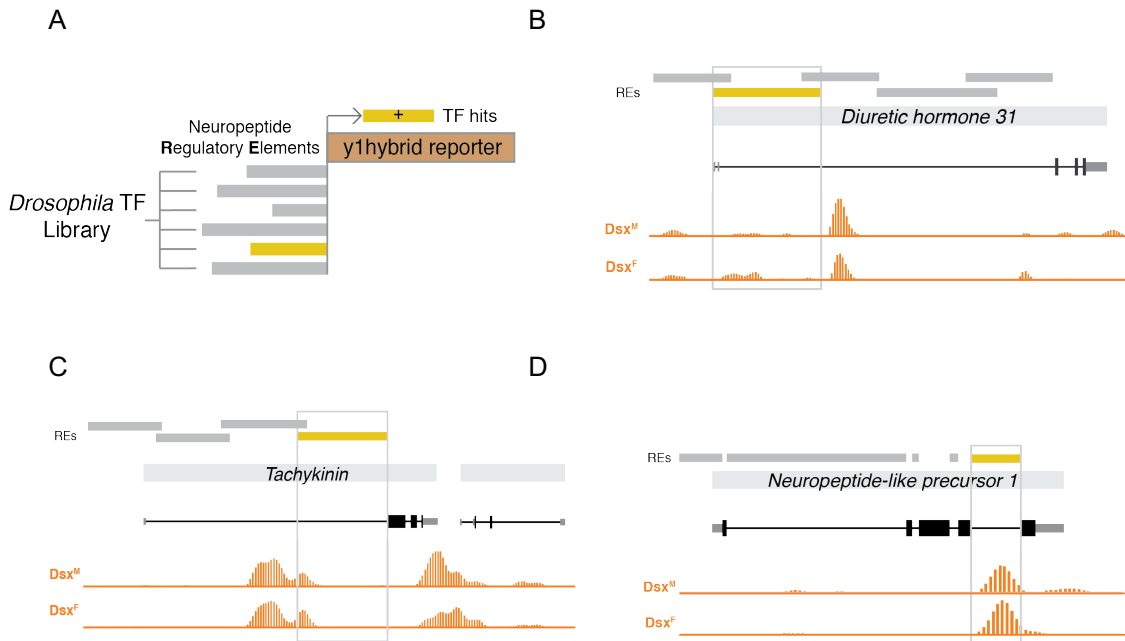 A
Neuropeptide
Regulatory Elements
+ TF hits
y1hybrid reporter
Drosophila TF
Library
B
REs
Diuretic hormone 31
DsxM
DsxF
C
REs
Tachykinin
DsxM
DsxF
D
REs
Neuropeptide-like precursor 1
DsxM
DsxF